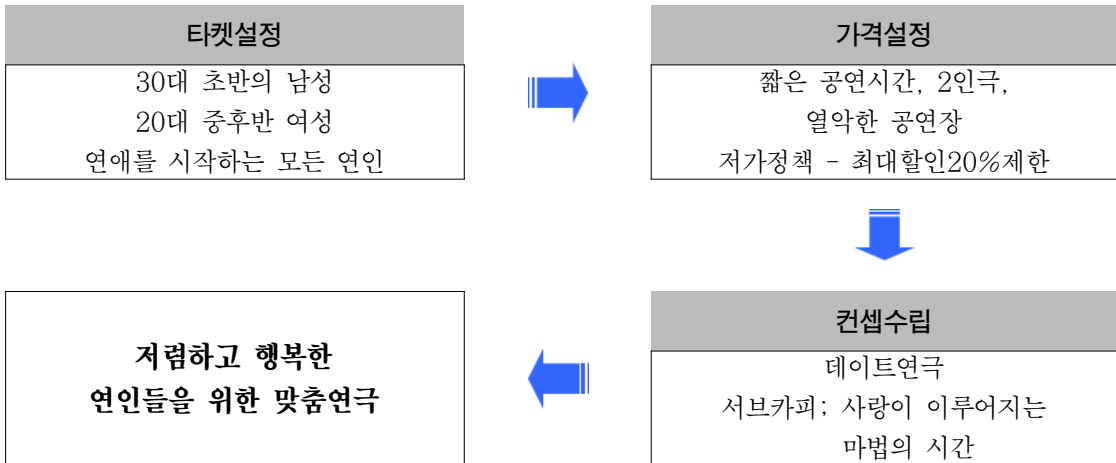 타켓설정
30대 초반의 남성
20대 중후반 여성
연애를 시작하는 모든 연인
가격설정
짧은 공연시간, 2인극,
열악한 공연장
저가정책 - 최대할인20%제한
컨셉수립
데이트연극
서브카피; 사랑이 이루어지는
마법의 시간
저렴하고 행복한
연인들을 위한 맞춤연극